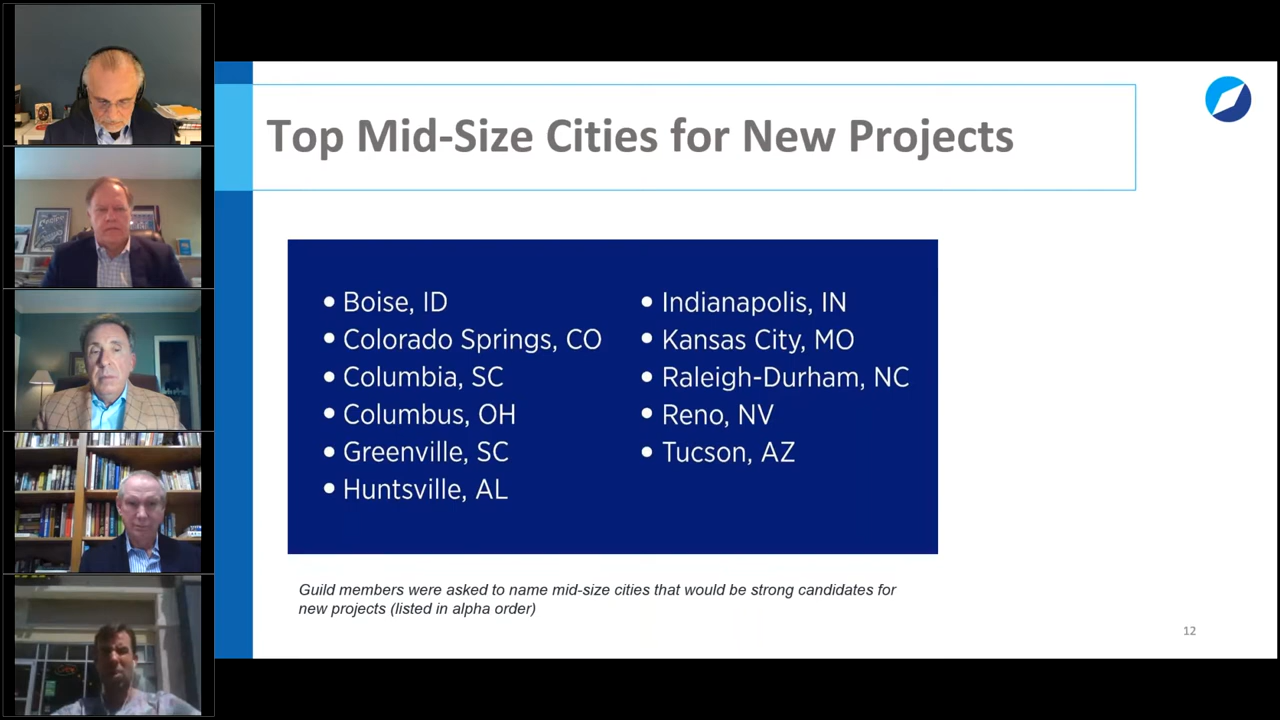 Top Mid-Size Cities for New Projects
• Boise, ID
• Colorado Springs, CO
• Columbia, SC
• Columbus, OH
• Greenville, SC
• Huntsville, AL
• Indianapolis, IN
• Kansas City, MO
• Raleigh-Durham, NC
• Reno, NV
• Tucson, AZ
Guild members were asked to name mid-size cities that would be strong candidates for
new projects (listed in alpha order)
12